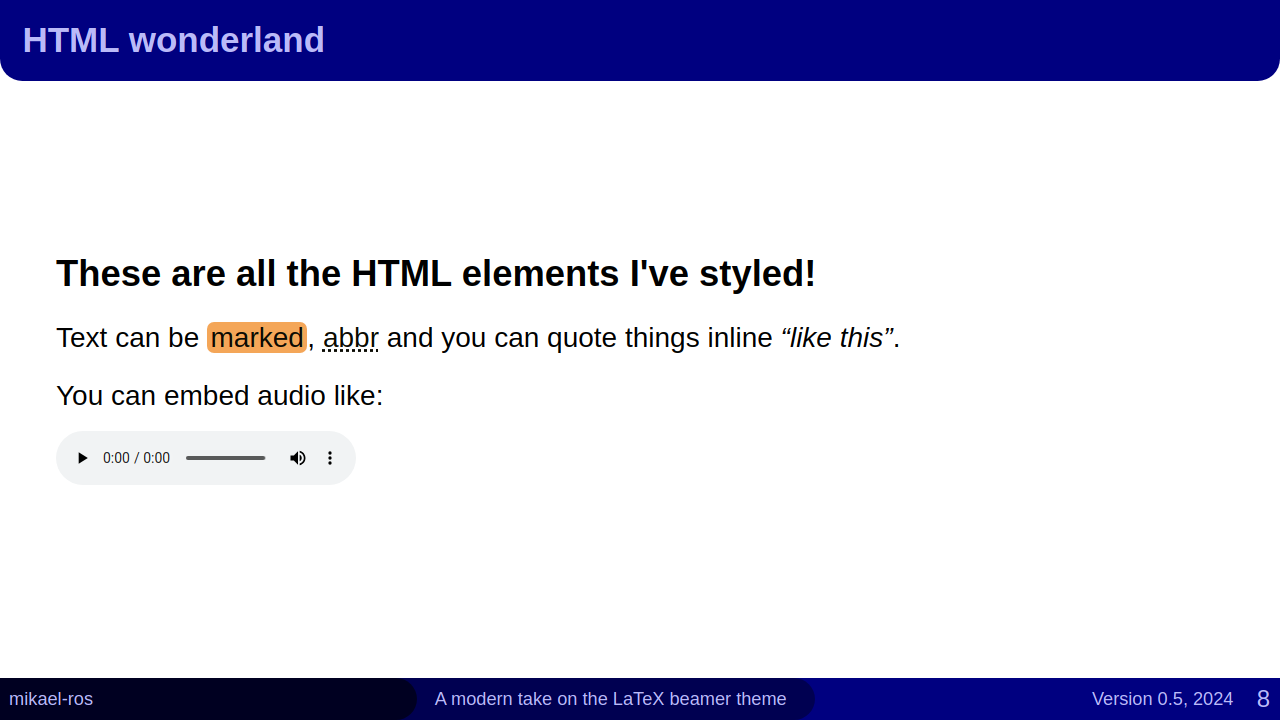 HTML wonderland
These are all the HTML elements I've styled!
Text can be marked, abbr and you can quote things inline “like this”.
You can embed audio like:
0:00 / 0:00
mikael-ros
A modern take on the LaTeX beamer theme
Version 0.5, 2024
8